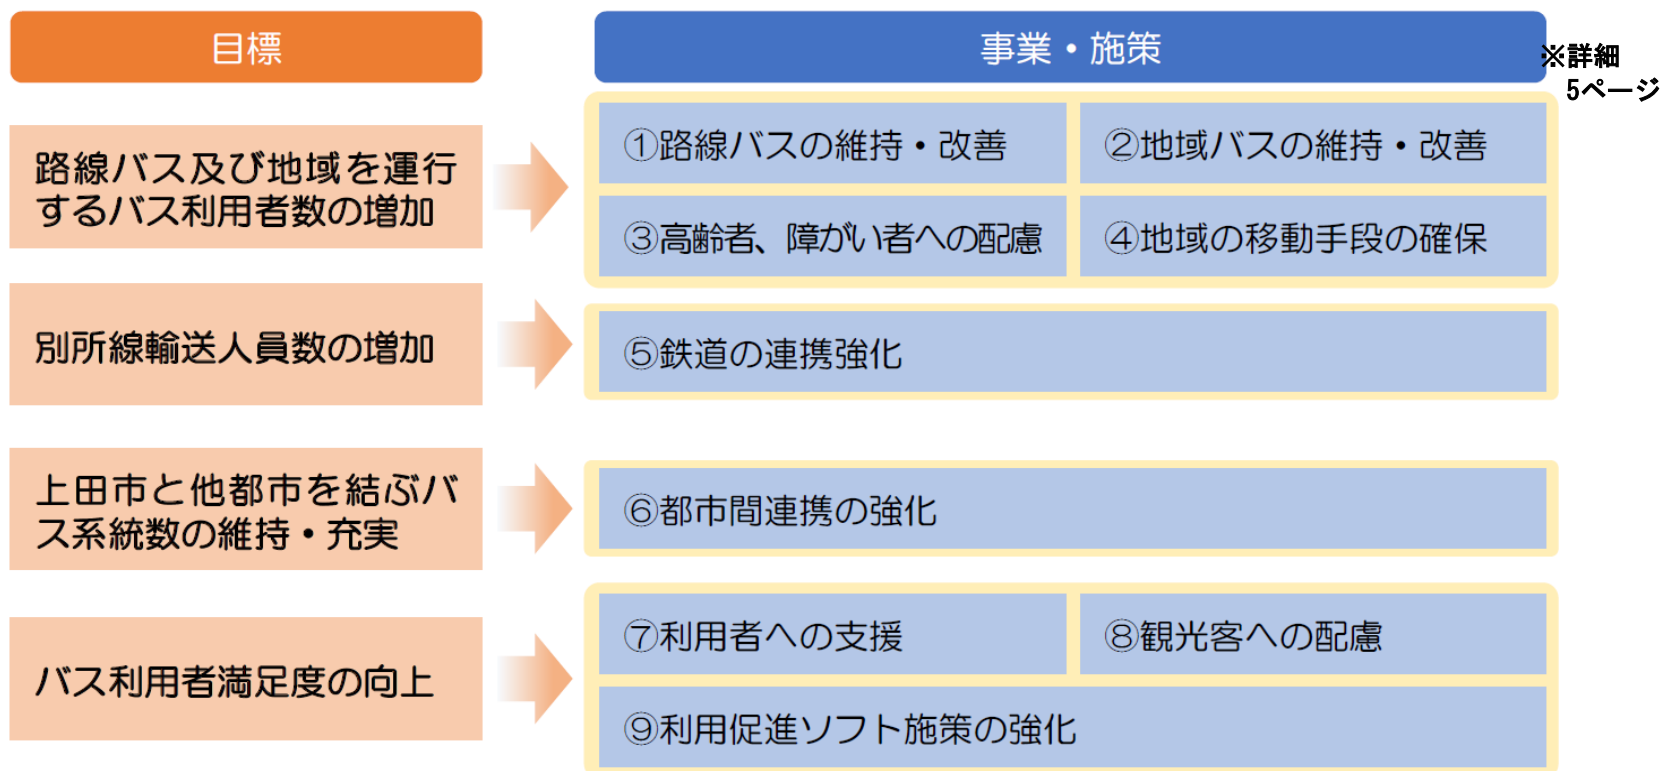 目標
事業・施策
※詳細
5ページ
路線バス及び地域を運行
するバス利用者数の増加
①路線バスの維持・改善
②地域バスの維持・改善
③高齢者、障がい者への配慮
④地域の移動手段の確保
別所線輸送人員数の増加
⑤鉄道の連携強化
上田市と他都市を結ぶバ
ス系統数の維持・充実
⑥都市間連携の強化
バス利用者満足度の向上
⑦利用者への支援
⑧観光客への配慮
⑨利用促進ソフト施策の強化